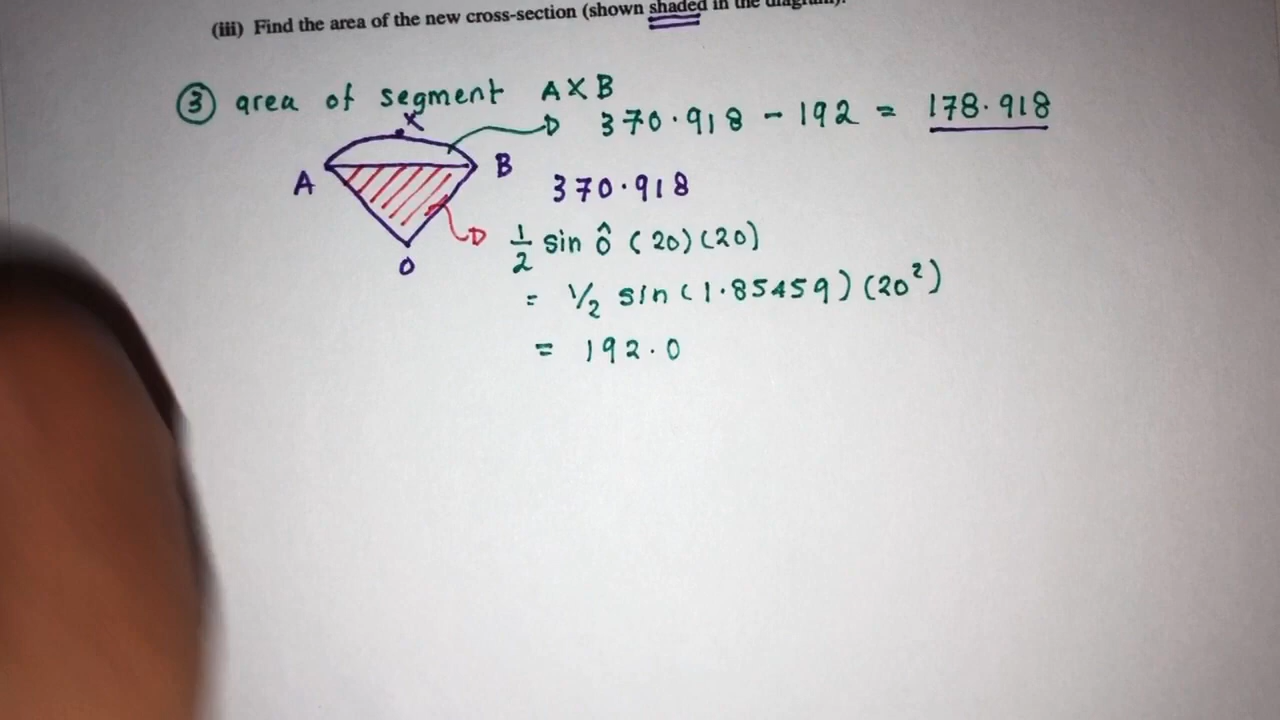 (iii) Find the area of the new cross-section (shown shaded in the diagram).
③ area of segment AXB
370.918 - 192 = 178.918
X
A
B
O
370.918
1/2 sin ô (20)(20)
= 1/2 sin (1.85459) (20²)
= 192.0